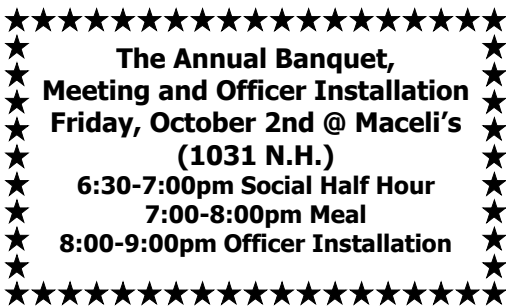 The Annual Banquet,
Meeting and Officer Installation
Friday, October 2nd @ Maceli’s
(1031 N.H.)
6:30-7:00pm Social Half Hour
7:00-8:00pm Meal
8:00-9:00pm Officer Installation